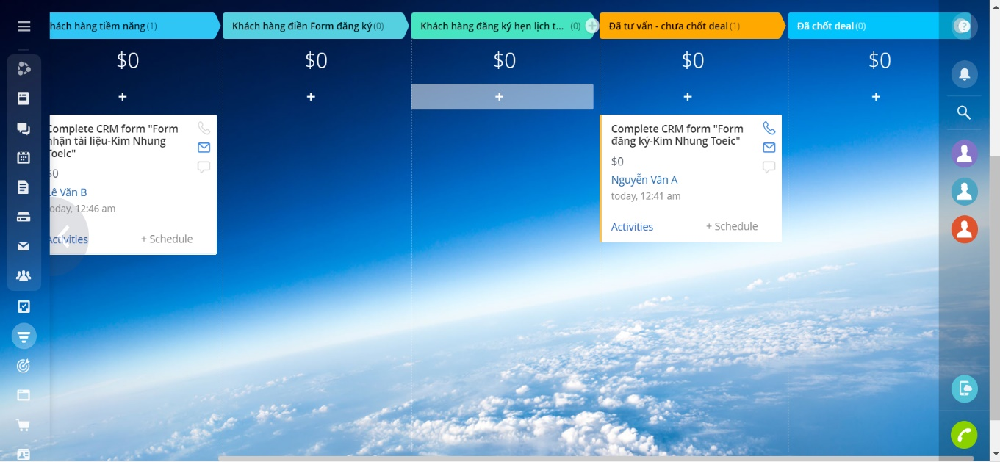 hách hàng tiềm năng (1)
Khách hàng điền Form đăng ký (0)
Khách hàng đăng ký hẹn lịch t... (0)
Đã tư vấn - chưa chốt deal (1)
Đã chốt deal (0)
$0
$0
$0
$0
$0
+
+
+
+
+
Complete CRM form "Form
nhận tài liệu-Kim Nhung
Toeic"
$0
Lê Văn B
oday, 12:46 am
Activities
+ Schedule
Complete CRM form "Form
đăng ký-Kim Nhung Toeic"
$0
Nguyễn Văn A
today, 12:41 am
Activities
+ Schedule